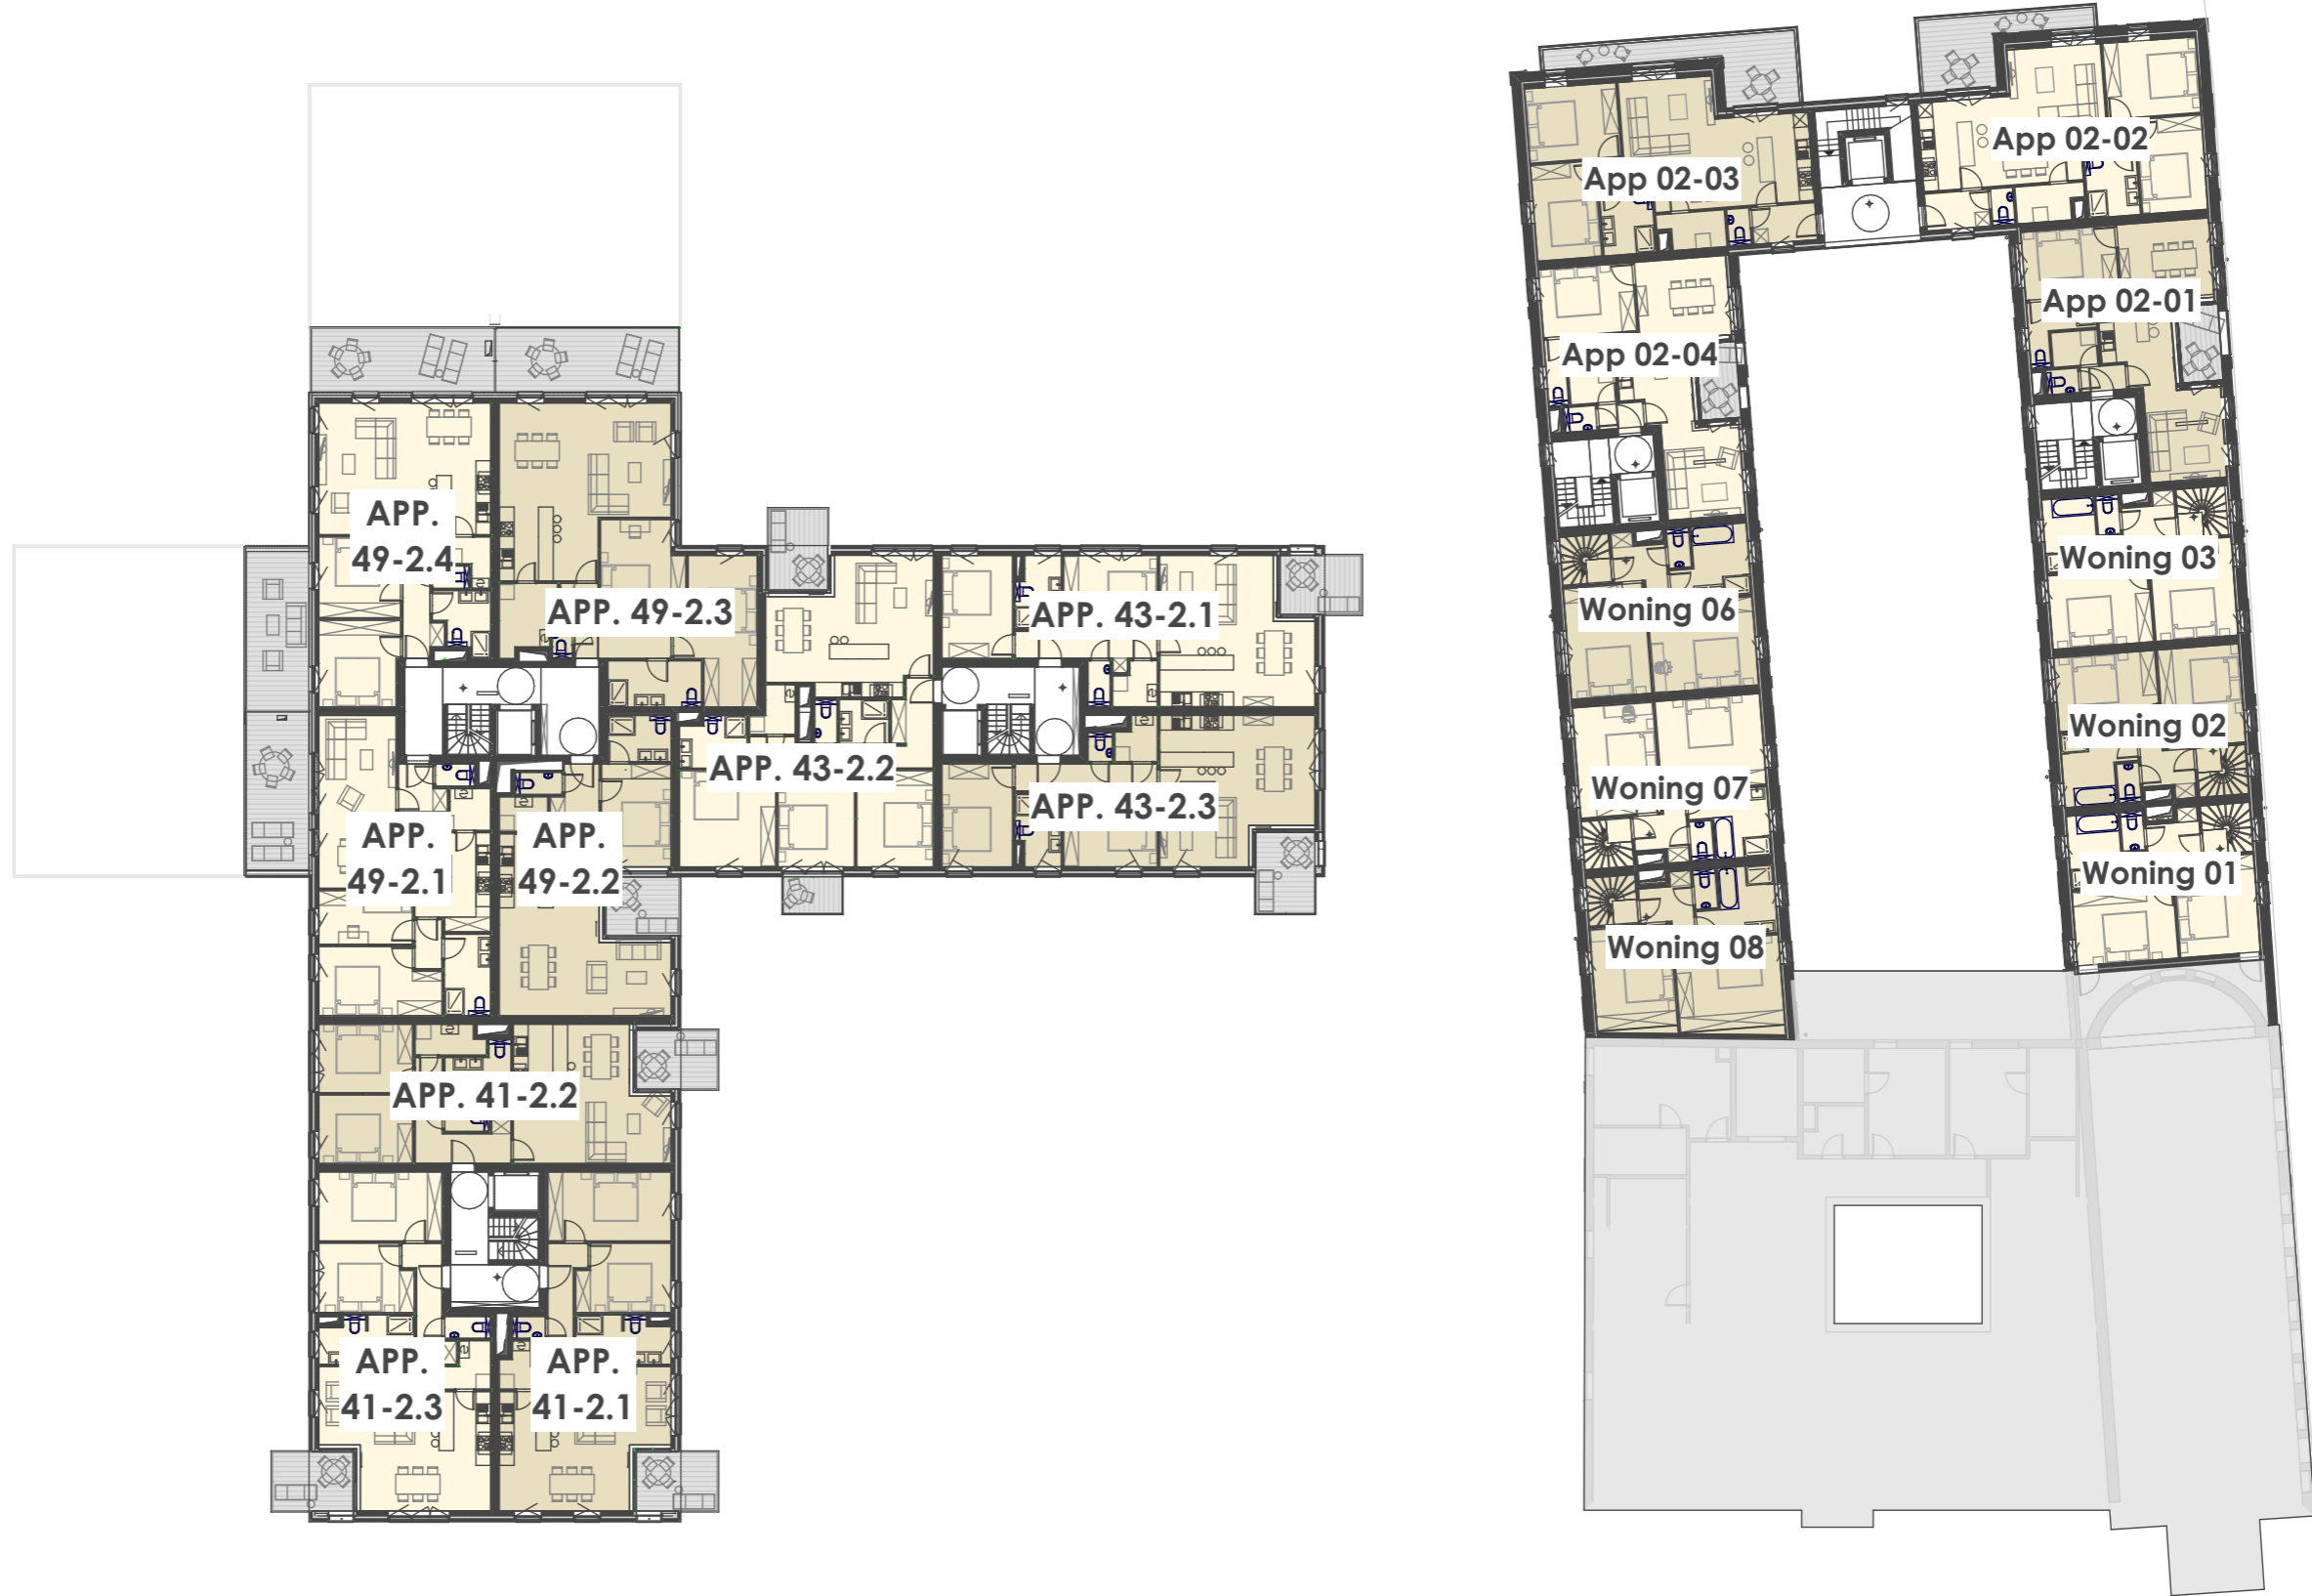 APP.
49-2.4
APP. 49-2.3
APP. 43-2.1
APP. 43-2.2
APP. 43-2.3
APP.
49-2.1
APP.
49-2.2
APP. 41-2.2
APP.
41-2.3
APP.
41-2.1
App 02-03
App 02-02
App 02-01
App 02-04
Woning 03
Woning 06
Woning 02
Woning 07
Woning 01
Woning 08